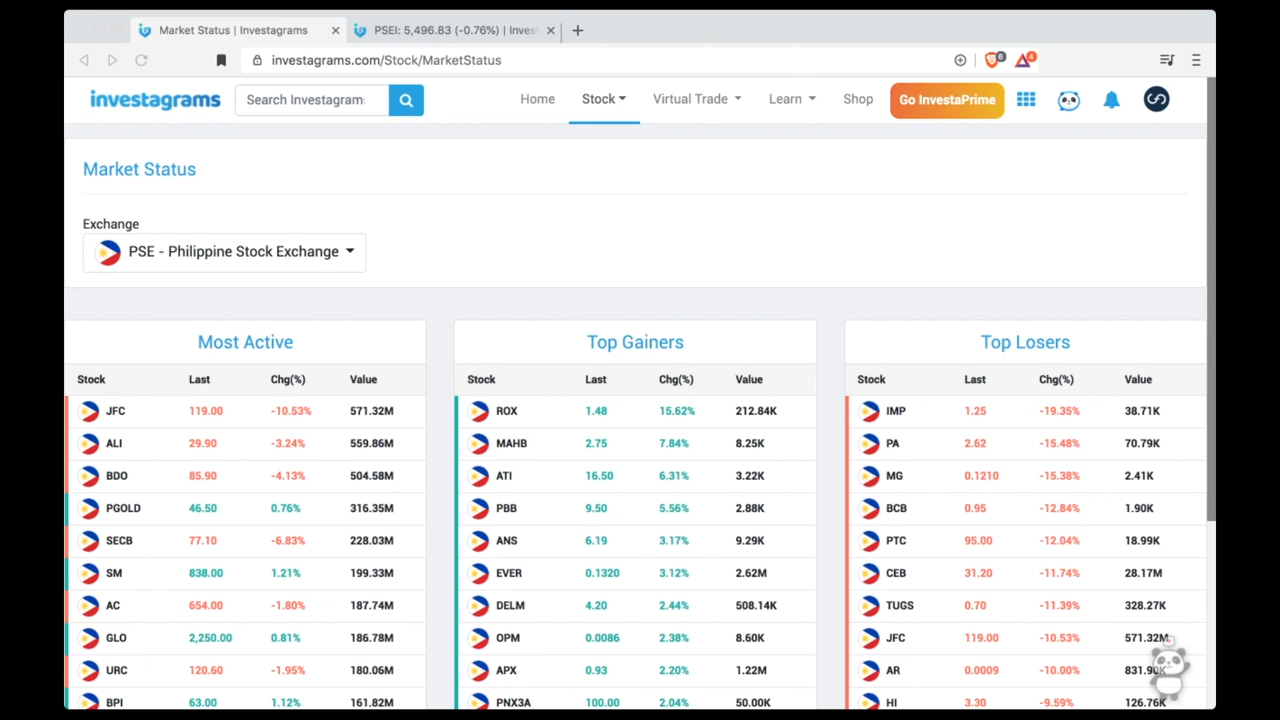 Market Status | Investagrams
PSEI: 5,496.83 (-0.76%) | Inves
investagrams.com/Stock/MarketStatus
6
4
investagrams
Search Investagram
Home
Stock
Virtual Trade
Learn
Shop
Go InvestaPrime
Market Status
Exchange
PSE - Philippine Stock Exchange
Most Active
Stock Last Chg(%) Value
JFC 119.00 -10.53% 571.32M
ALI 29.90 -3.24% 559.86M
BDO 85.90 -4.13% 504.58M
PGOLD 46.50 0.76% 316.35M
SECB 77.10 -6.83% 228.03M
SM 838.00 1.21% 199.33M
AC 654.00 -1.80% 187.74M
GLO 2,250.00 0.81% 186.78M
URC 120.60 -1.95% 180.06M
BPI 63.00 1.12% 161.82M
Top Gainers
Stock Last Chg(%) Value
ROX 1.48 15.62% 212.84K
MAHB 2.75 7.84% 8.25K
ATI 16.50 6.31% 3.22K
PBB 9.50 5.56% 2.88K
ANS 6.19 3.17% 9.29K
EVER 0.1320 3.12% 2.62M
DELM 4.20 2.44% 508.14K
OPM 0.0086 2.38% 8.60K
APX 0.93 2.20% 1.22M
PNX3A 100.00 2.04% 50.00K
Top Losers
Stock Last Chg(%) Value
IMP 1.25 -19.35% 38.71K
PA 2.62 -15.48% 70.79K
MG 0.1210 -15.38% 2.41K
BCB 0.95 -12.84% 1.90K
PTC 95.00 -12.04% 18.99K
CEB 31.20 -11.74% 28.17M
TUGS 0.70 -11.39% 328.27K
JFC 119.00 -10.53% 571.32M
AR 0.0009 -10.00% 831.90K
HI 3.30 -9.59% 126.76K